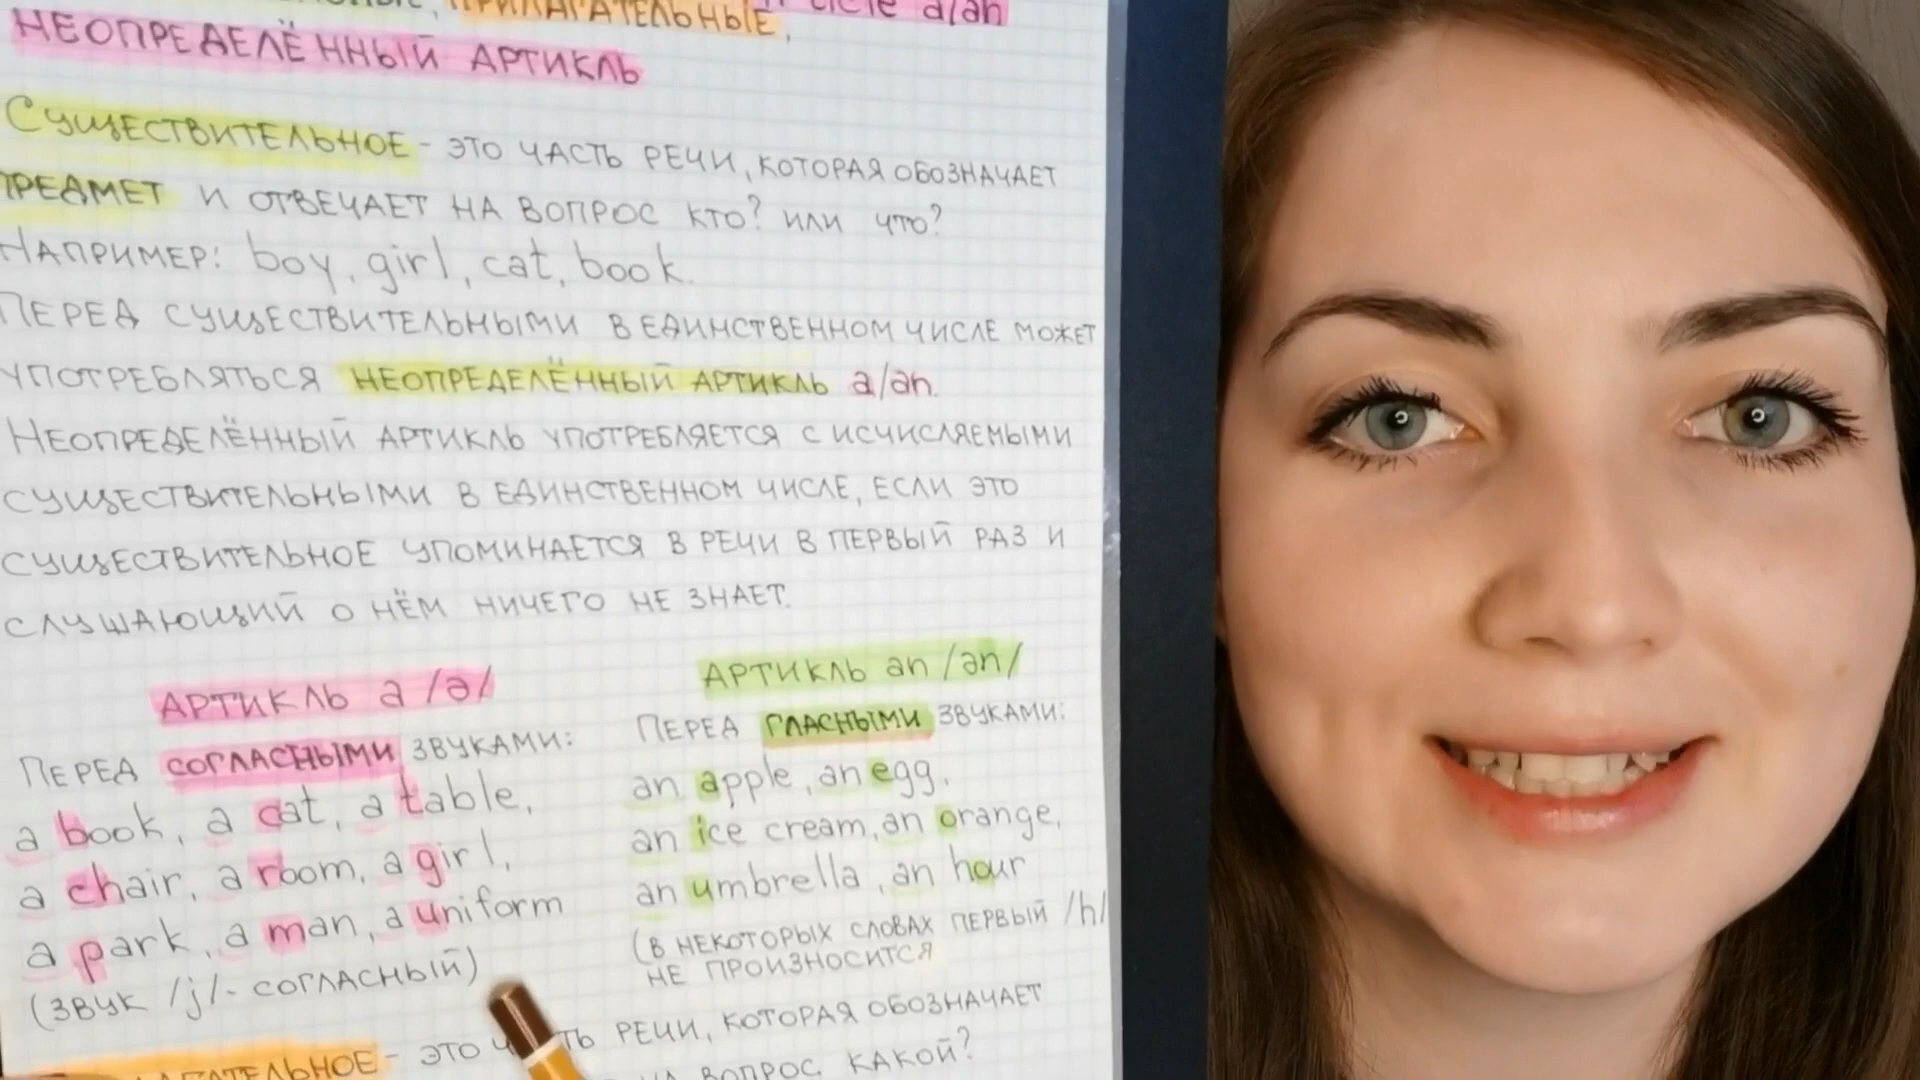 ПРИЛАГАТЕЛЬНЫЕ, article a/an
НЕОПРЕДЕЛЁННЫЙ АРТИКЛЬ
СУЩЕСТВИТЕЛЬНОЕ - ЭТО ЧАСТЬ РЕЧИ, КОТОРАЯ ОБОЗНАЧАЕТ
ПРЕДМЕТ И ОТВЕЧАЕТ НА ВОПРОС КТО? ИЛИ ЧТО?
НАПРИМЕР: boy, girl, cat, book.
ПЕРЕД СУЩЕСТВИТЕЛЬНЫМИ В ЕДИНСТВЕННОМ ЧИСЛЕ МОЖЕТ
УПОТРЕБЛЯТЬСЯ НЕОПРЕДЕЛЁННЫЙ АРТИКЛЬ a/an.
НЕОПРЕДЕЛЁННЫЙ АРТИКЛЬ УПОТРЕБЛЯЕТСЯ С ИСЧИСЛЯЕМЫМИ
СУЩЕСТВИТЕЛЬНЫМИ В ЕДИНСТВЕННОМ ЧИСЛЕ, ЕСЛИ ЭТО
СУЩЕСТВИТЕЛЬНОЕ УПОМИНАЕТСЯ В РЕЧИ В ПЕРВЫЙ РАЗ И
СЛУШАЮЩИЙ О НЁМ НИЧЕГО НЕ ЗНАЕТ.
АРТИКЛЬ a /ə/
ПЕРЕД СОГЛАСНЫМИ ЗВУКАМИ:
a book, a cat, a table,
a chair, a room, a girl,
a park, a man, a uniform
(ЗВУК /j/- СОГЛАСНЫЙ)
АРТИКЛЬ an /ən/
ПЕРЕД ГЛАСНЫМИ ЗВУКАМИ:
an apple, an egg,
an ice cream, an orange,
an umbrella, an hour
(В НЕКОТОРЫХ СЛОВАХ ПЕРВЫЙ /h/
НЕ ПРОИЗНОСИТСЯ
- ЭТО РЕЧИ, КОТОРАЯ ОБОЗНАЧАЕТ
ВОПРОС КАКОЙ?